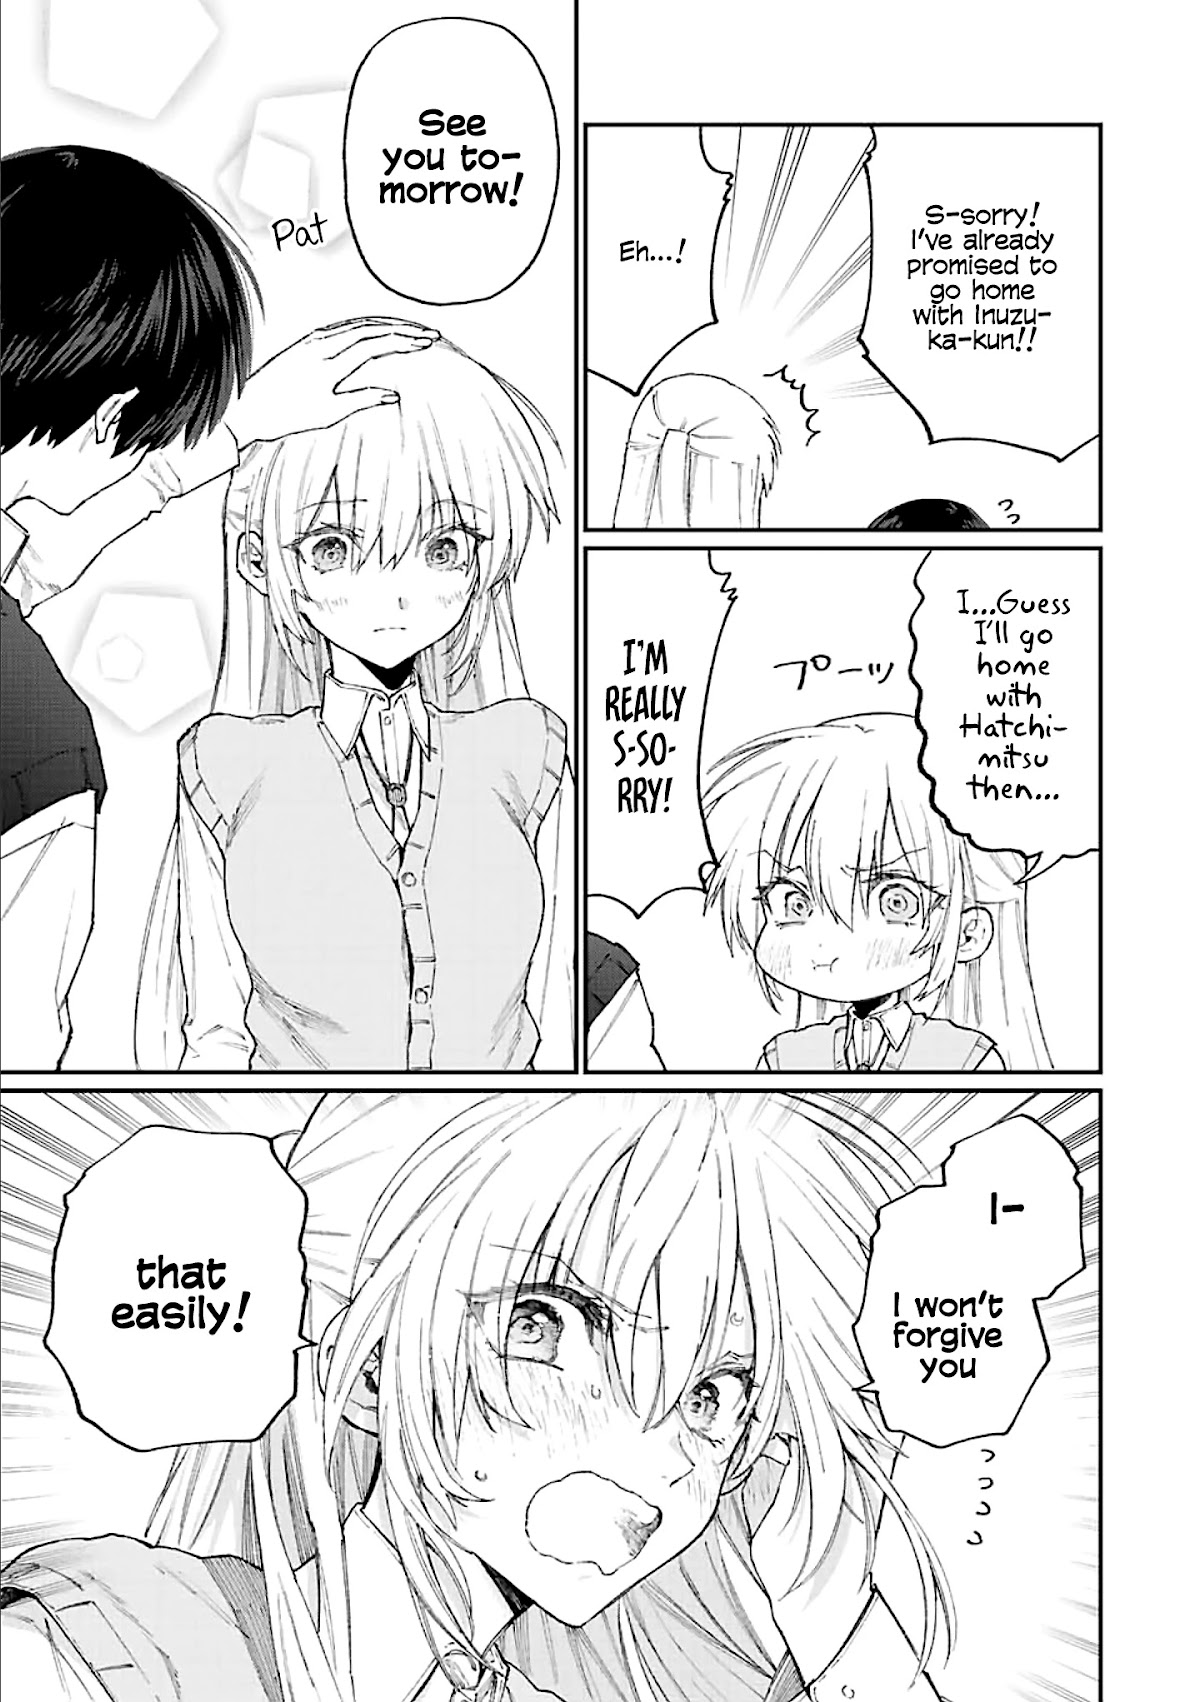 S-sorry!
I've already
promised to
go home
with Inuzu-
ka-kun!!
Eh...!
I...Guess
I'll go
home
with
Hatchi-
mitsu
then...
プーッ
I'M
REALLY
S-SO-
RRY!
See
you to-
morrow!
Pat
I-
I won't
forgive
you
that
easily!